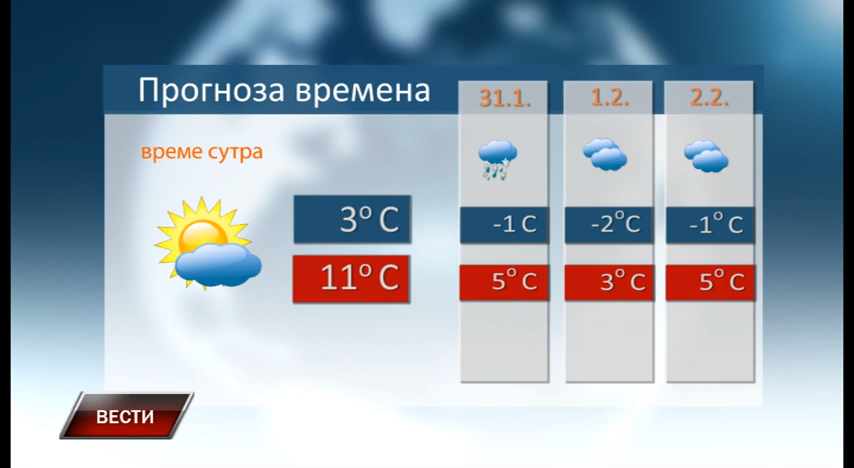 Прогноза времена
31.1.
1.2.
2.2.
време сутра
3° C
11° C
-1 C
-2°C
-1° C
5° C
3° C
5° C
ВЕСТИ